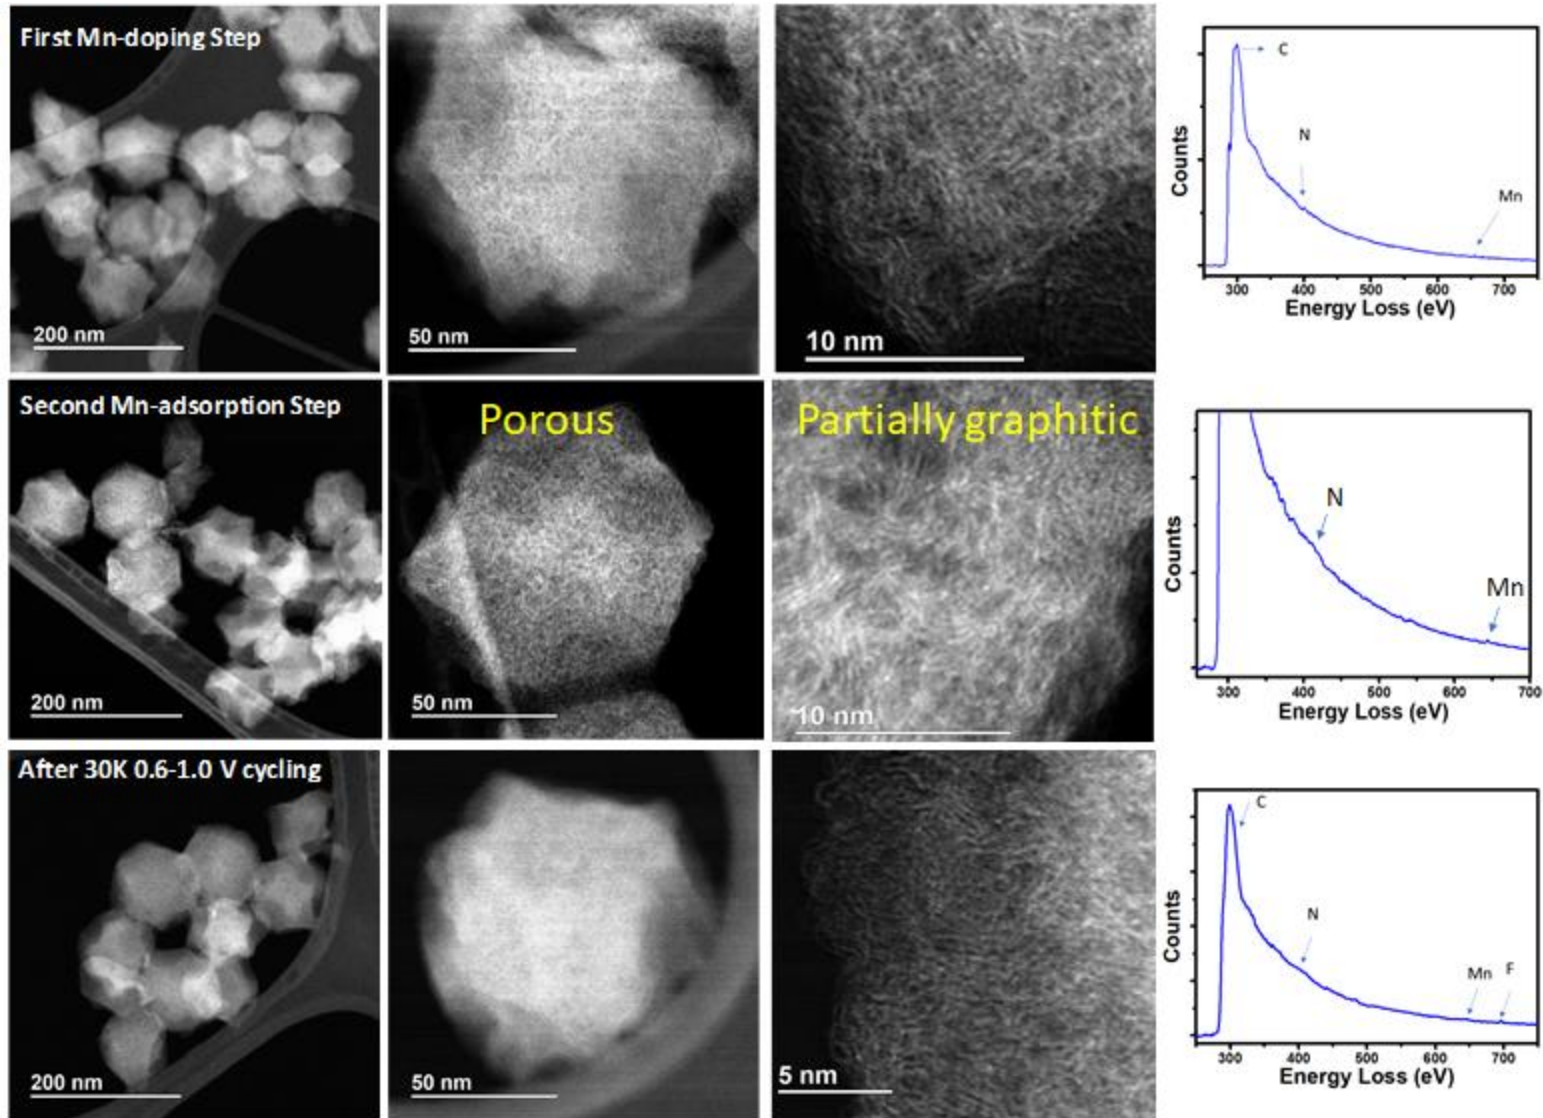 First Mn-doping Step
200 nm
50 nm
10 nm
C
N
Mn
Counts
300 400 500 600 700
Energy Loss (eV)
Second Mn-adsorption Step
200 nm
Porous
50 nm
Partially graphitic
10 nm
N
Mn
Counts
300 400 500 600 700
Energy Loss (eV)
After 30K 0.6-1.0 V cycling
200 nm
50 nm
5 nm
C
N
Mn F
Counts
300 400 500 600 700
Energy Loss (eV)